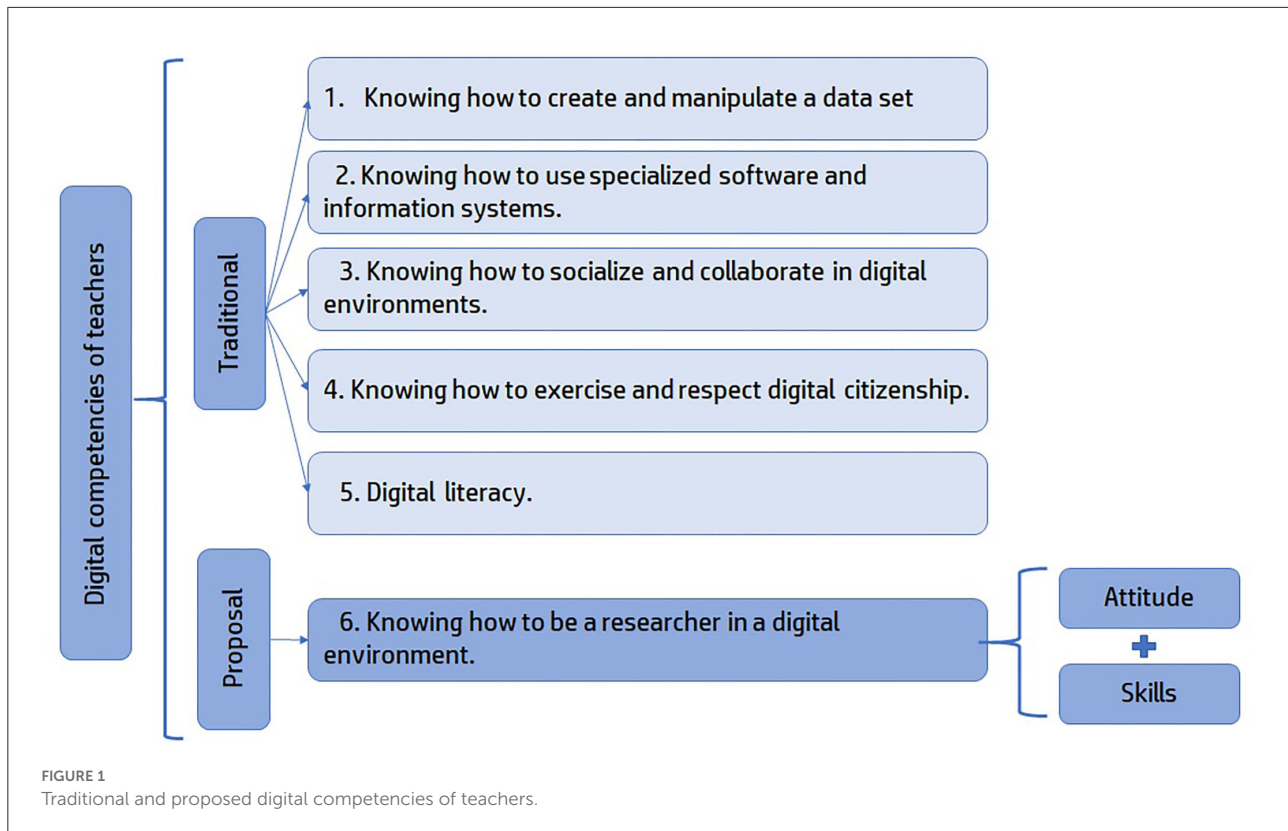 Digital competencies of teachers
Traditional
1. Knowing how to create and manipulate a data set
2. Knowing how to use specialized software and
information systems.
3. Knowing how to socialize and collaborate in digital
environments.
4. Knowing how to exercise and respect digital citizenship.
5. Digital literacy.
Proposal
6. Knowing how to be a researcher in a digital
environment.
Attitude
Skills
FIGURE 1
Traditional and proposed digital competencies of teachers.